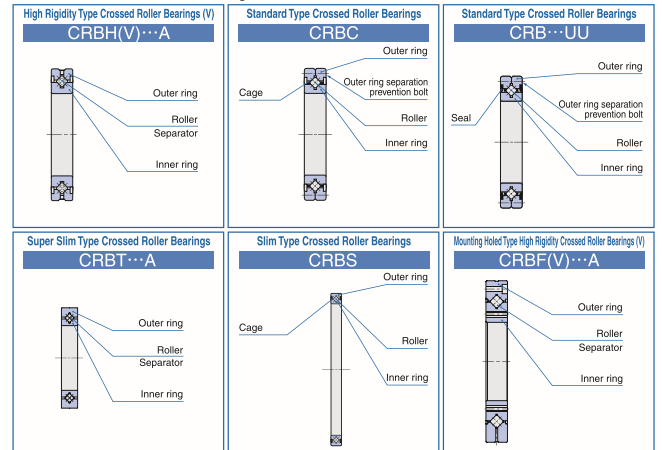 High Rigidity Type Crossed Roller Bearings (V)
CRBH(V)···A
Outer ring
Roller
Separator
Inner ring
Standard Type Crossed Roller Bearings
CRBC
Outer ring
Cage
Outer ring separation
prevention bolt
Roller
Inner ring
Standard Type Crossed Roller Bearings
CRB···UU
Outer ring
Outer ring separation
prevention bolt
Seal
Roller
Inner ring
Super Slim Type Crossed Roller Bearings
CRBT···A
Outer ring
Roller
Separator
Inner ring
Slim Type Crossed Roller Bearings
CRBS
Outer ring
Cage
Roller
Inner ring
Mounting Holed Type High Rigidity Crossed Roller Bearings (V)
CRBF(V)···A
Outer ring
Roller
Separator
Inner ring